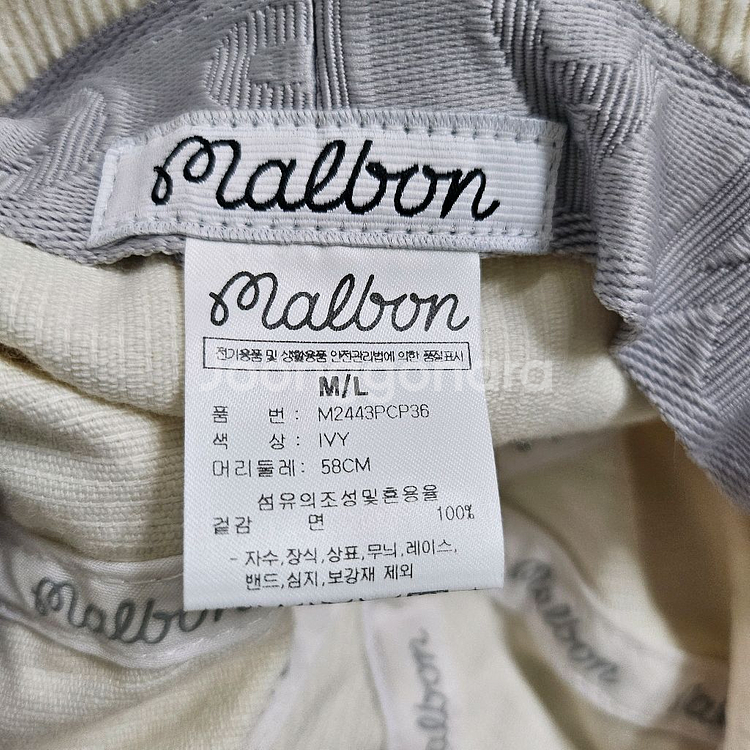 malbon
malbon
전기용품 및 생활용품 안전관리법에 의한 품질표시
Joonggonara
M/L
품 번 : M2443PCP36
색 상 : IVY
머리둘레 : 58CM
섬유의조성및혼용율
겉감 면 100%
- 자수,장식,상표,무늬,레이스,
밴드,심지,보강재 제외
malbon
malbon